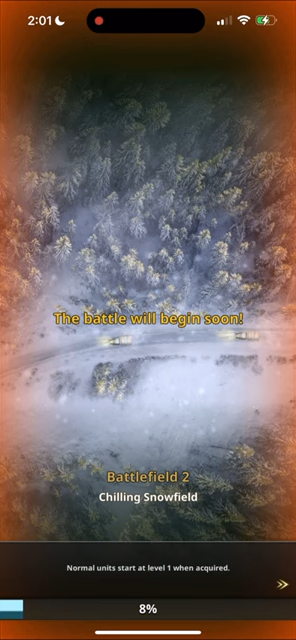 2:01
The battle will begin soon!
Battlefield 2
Chilling Snowfield
Normal units start at level 1 when acquired.
8%